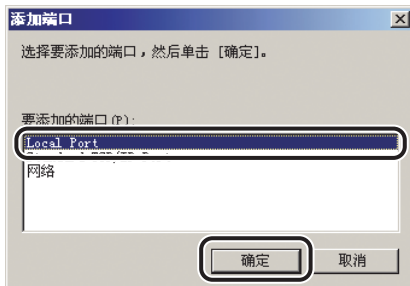 添加端口
选择要添加的端口，然后单击 [确定]。
要添加的端口(P):
Local Port
网络
确定
取消